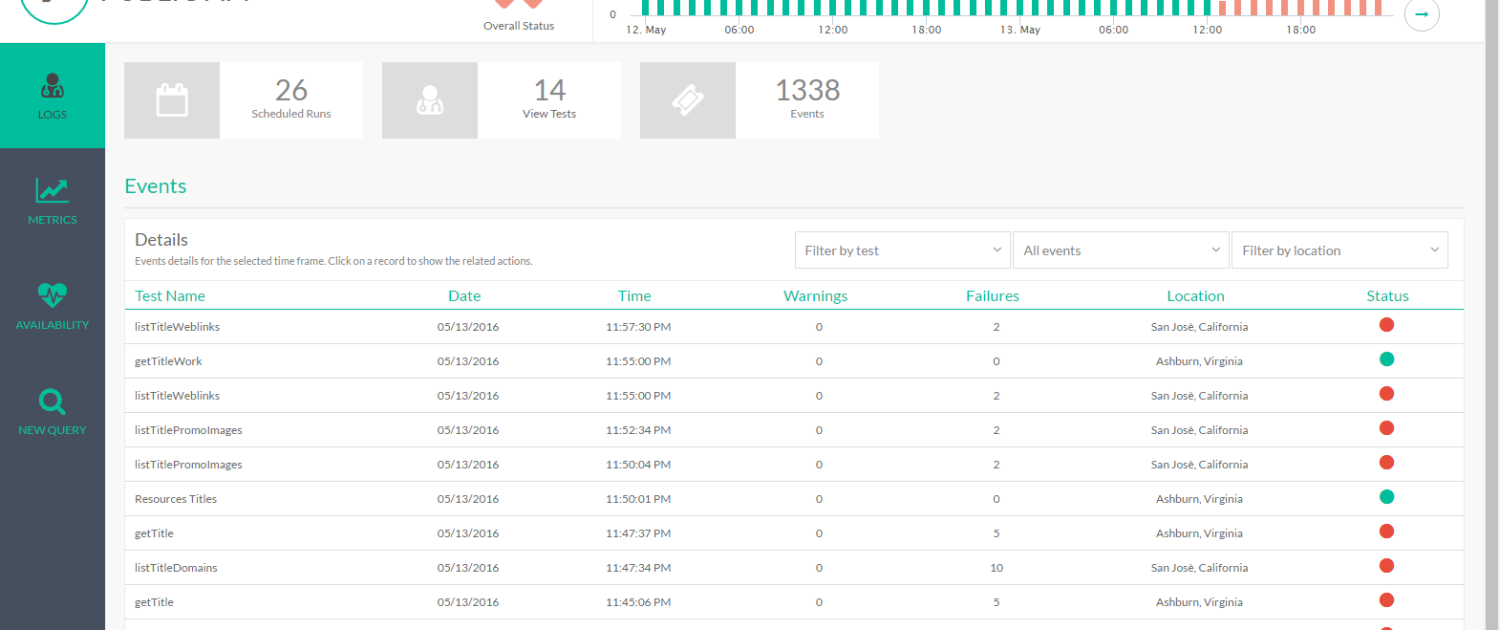 Overall Status
0
12. May 06:00 12:00 18:00 13. May 06:00 12:00 18:00
LOGS
METRICS
AVAILABILITY
NEW QUERY
26
Scheduled Runs
14
View Tests
1338
Events
Events
Details
Events details for the selected time frame. Click on a record to show the related actions.
Filter by test All events Filter by location
Test Name Date Time Warnings Failures Location Status
listTitleWeblinks 05/13/2016 11:57:30 PM 0 2 San Josè, California
getTitleWork 05/13/2016 11:55:00 PM 0 0 Ashburn, Virginia
listTitleWeblinks 05/13/2016 11:55:00 PM 0 2 San Josè, California
listTitlePromoImages 05/13/2016 11:52:34 PM 0 2 San Josè, California
listTitlePromoImages 05/13/2016 11:50:04 PM 0 2 San Josè, California
Resources Titles 05/13/2016 11:50:01 PM 0 0 Ashburn, Virginia
getTitle 05/13/2016 11:47:37 PM 0 5 Ashburn, Virginia
listTitleDomains 05/13/2016 11:47:34 PM 0 10 San Josè, California
getTitle 05/13/2016 11:45:06 PM 0 5 Ashburn, Virginia